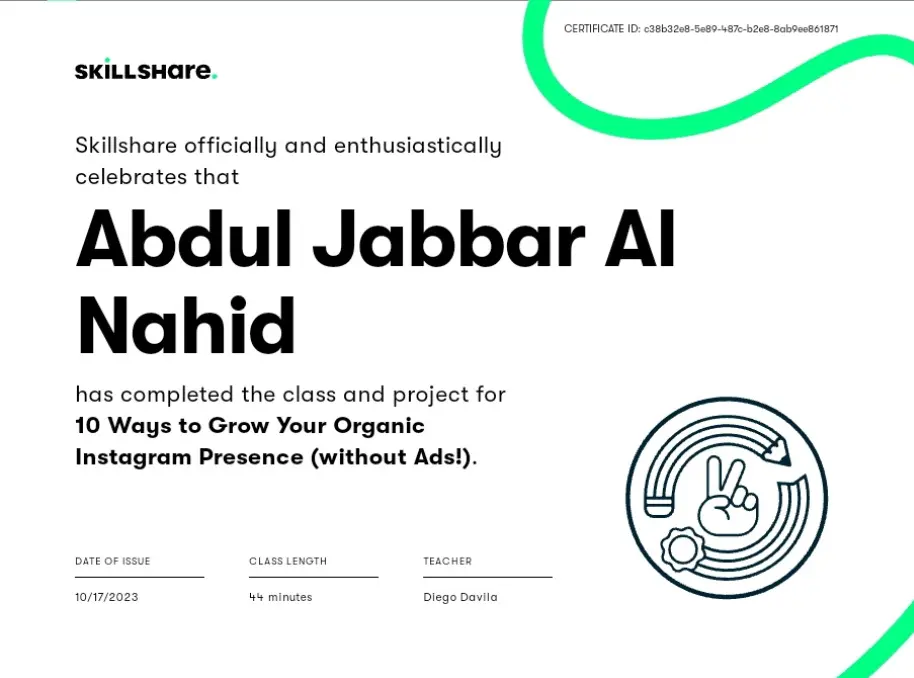 CERTIFICATE ID: c38b32e8-5e89-487c-b2e8-8ab9ee861871
SKiLLSHare.
Skillshare officially and enthusiastically
celebrates that
Abdul Jabbar Al
Nahid
has completed the class and project for
10 Ways to Grow Your Organic
Instagram Presence (without Ads!).
DATE OF ISSUE
10/17/2023
CLASS LENGTH
44 minutes
TEACHER
Diego Davila